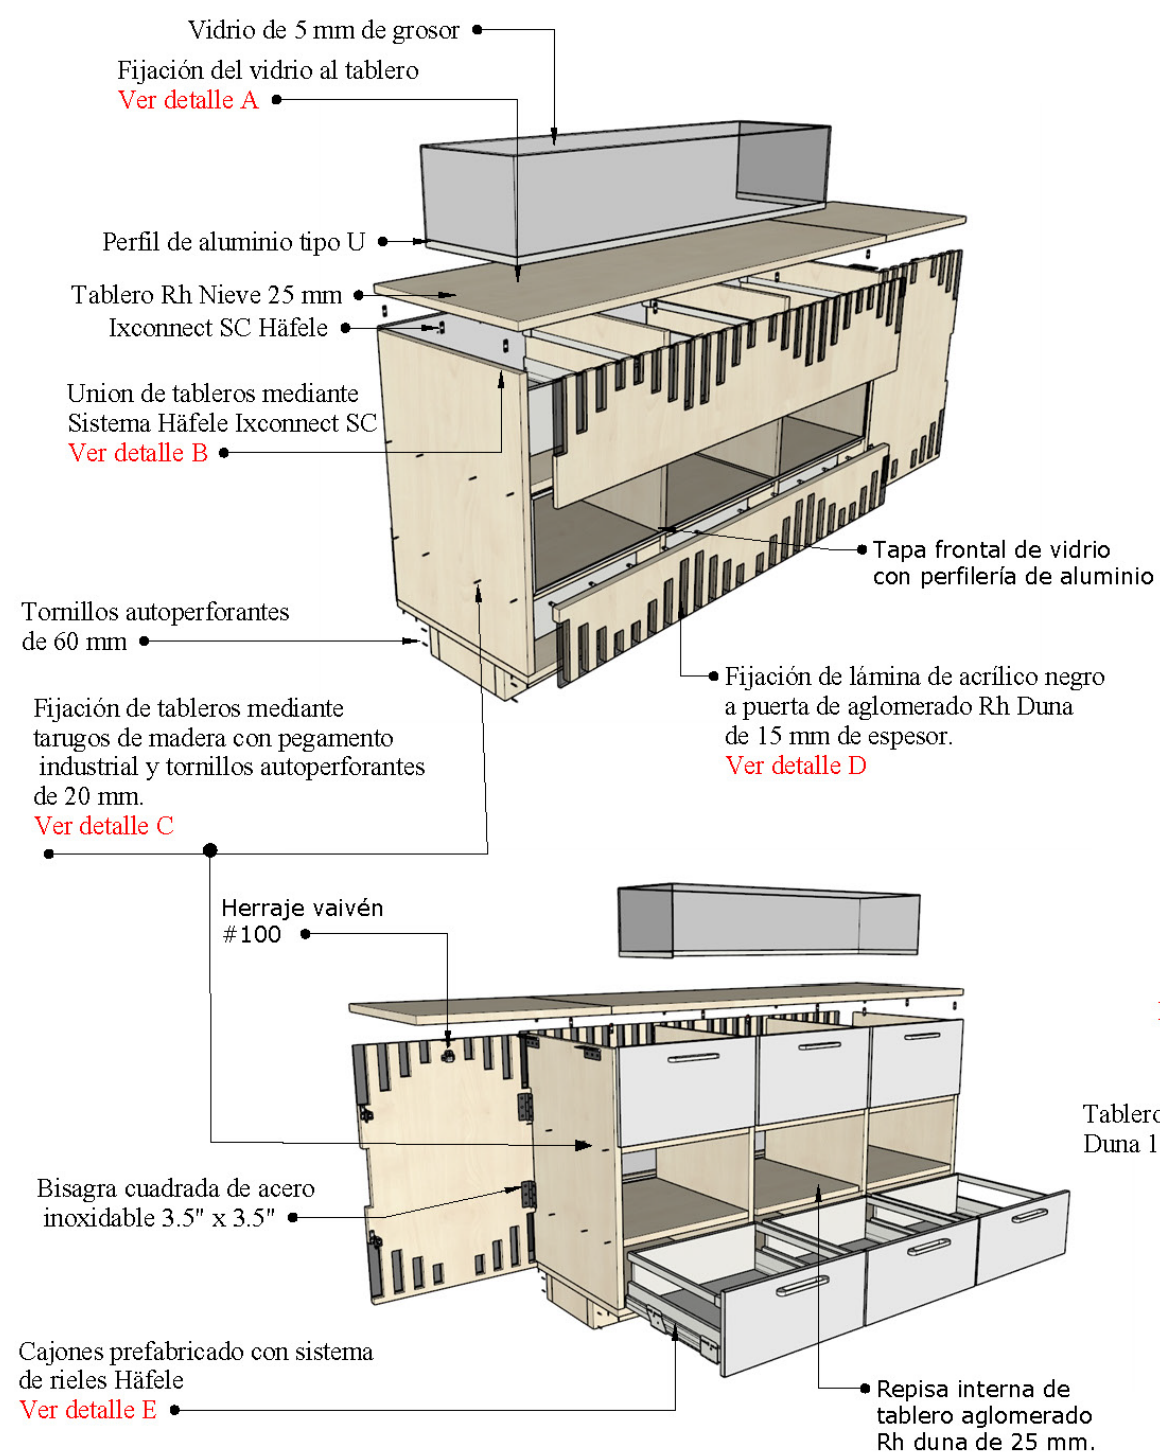 Vidrio de 5 mm de grosor
Fijación del vidrio al tablero
Ver detalle A
Perfil de aluminio tipo U
Tablero Rh Nieve 25 mm
Ixconnect SC Häfele
Union de tableros mediante
Sistema Häfele Ixconnect SC
Ver detalle B
Tapa frontal de vidrio
con perfilería de aluminio
Tornillos autoperforantes
de 60 mm
Fijación de lámina de acrílico negro
a puerta de aglomerado Rh Duna
de 15 mm de espesor.
Ver detalle D
Fijación de tableros mediante
tarugos de madera con pegamento
industrial y tornillos autoperforantes
de 20 mm.
Ver detalle C
Herraje vaivén
#100
Tablero
Duna 1
Bisagra cuadrada de acero
inoxidable 3.5" x 3.5"
Cajones prefabricado con sistema
de rieles Häfele
Ver detalle E
Repisa interna de
tablero aglomerado
Rh duna de 25 mm.